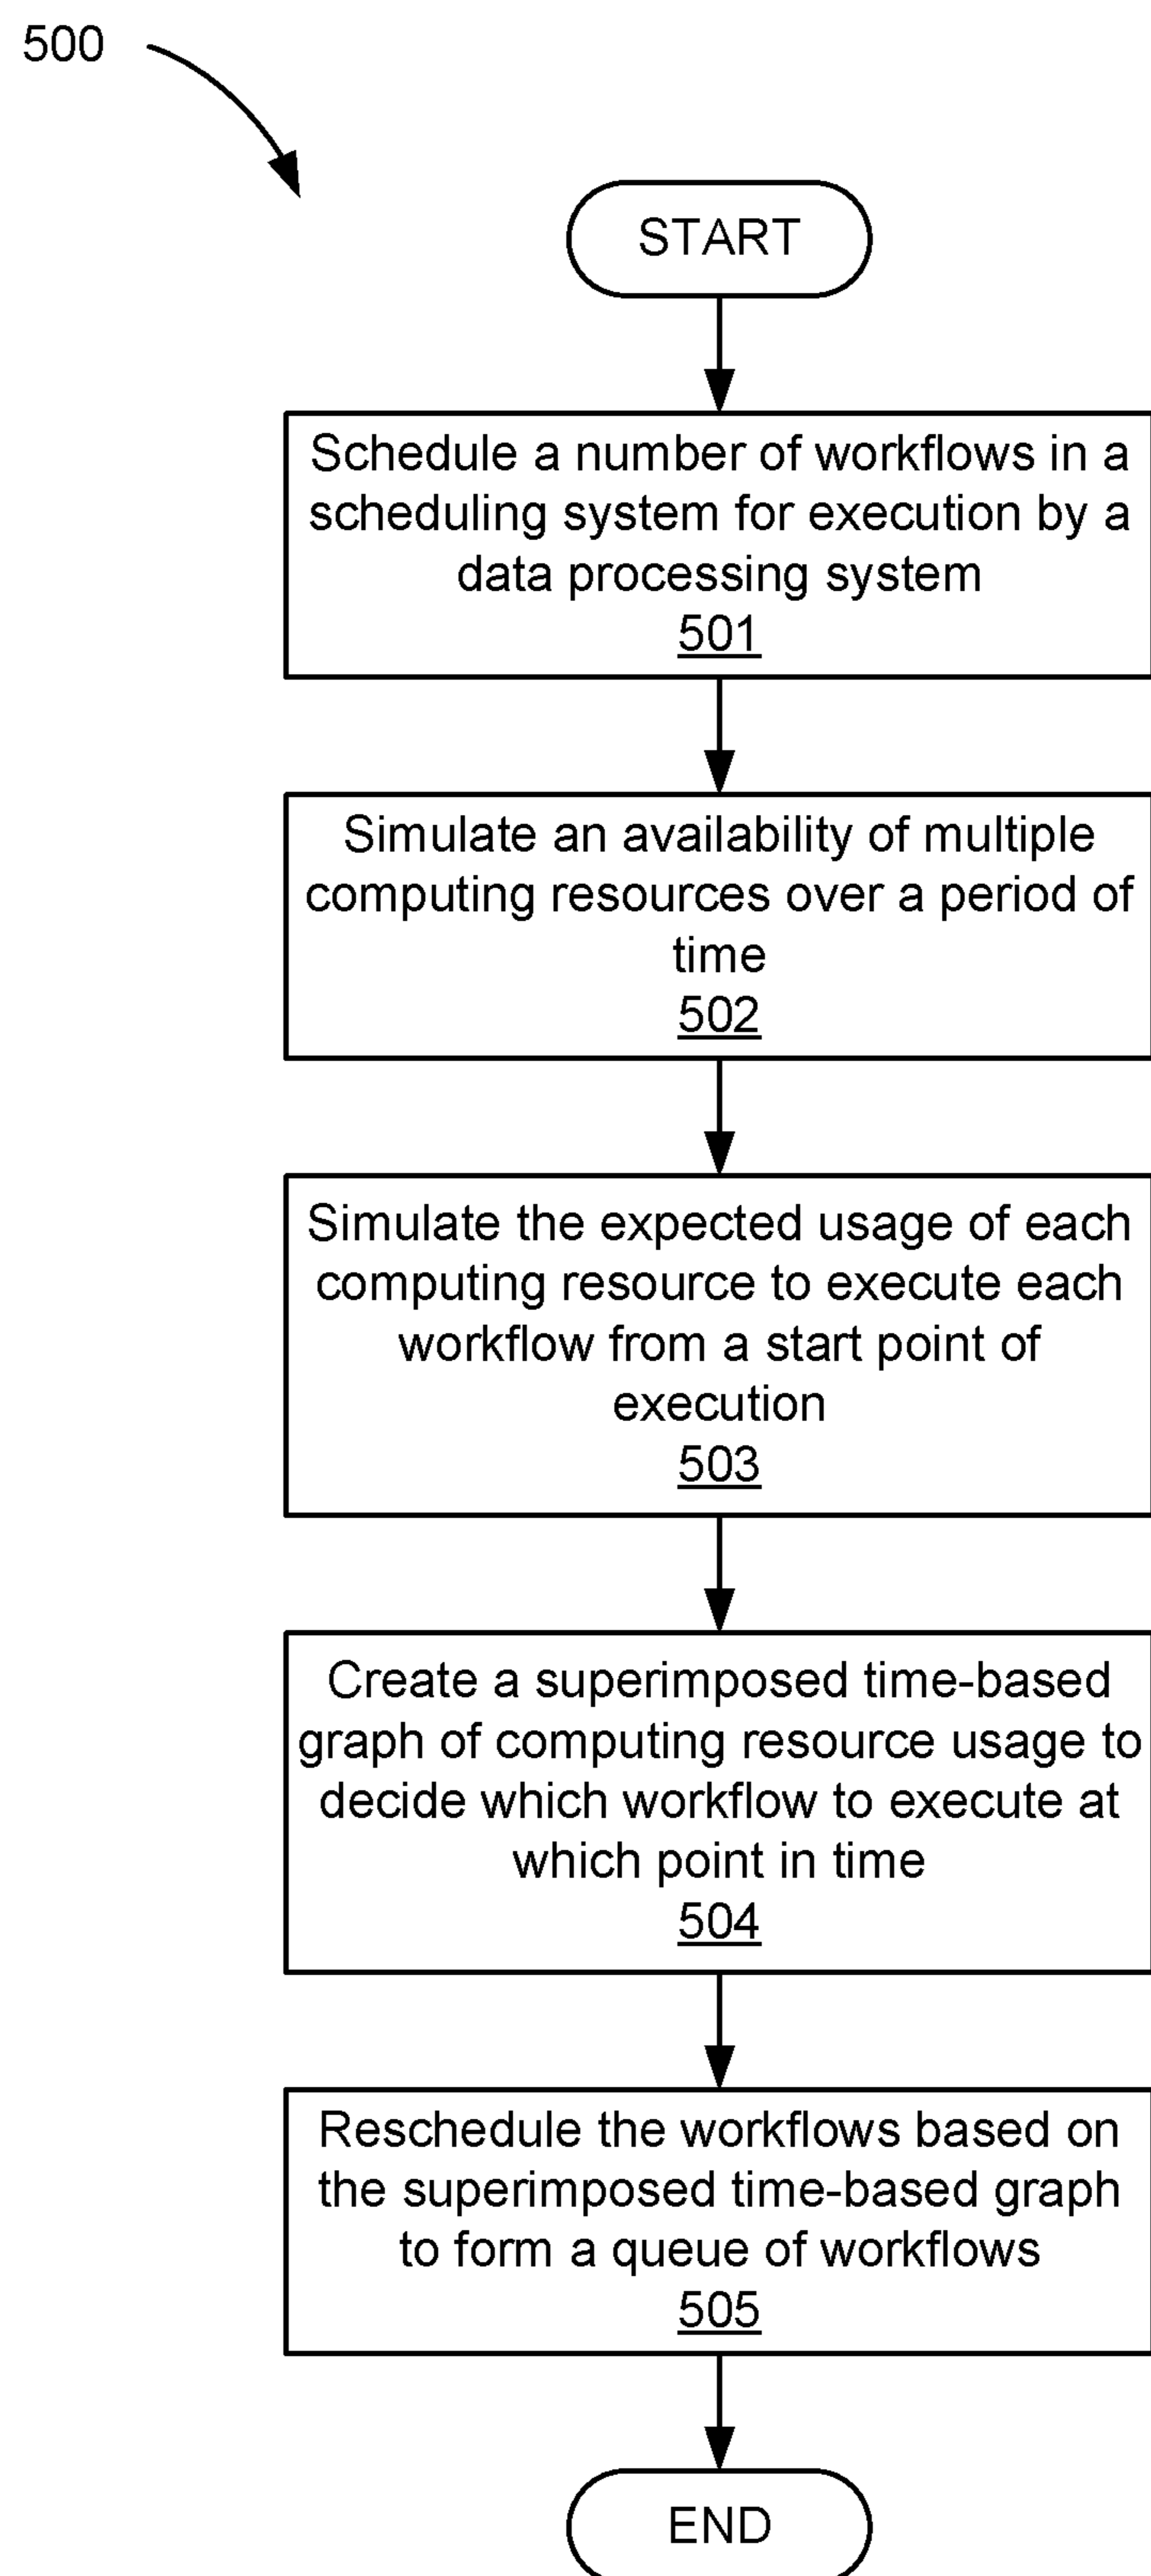 500
START
Schedule a number of workflows in a
scheduling system for execution by a
data processing system
501
Simulate an availability of multiple
computing resources over a period of
time
502
Simulate the expected usage of each
computing resource to execute each
workflow from a start point of
execution
503
Create a superimposed time-based
graph of computing resource usage to
decide which workflow to execute at
which point in time
504
Reschedule the workflows based on
the superimposed time-based graph
to form a queue of workflows
505
END